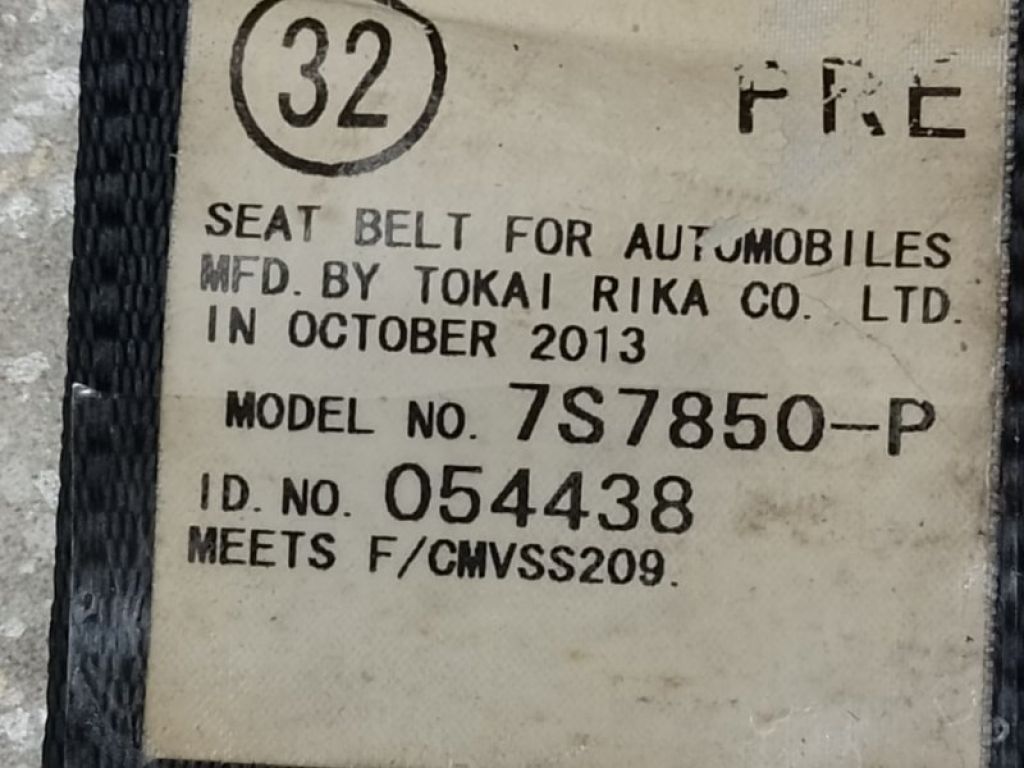 32 PRE
SEAT BELT FOR AUTOMOBILES
MFD. BY TOKAI RIKA CO. LTD.
IN OCTOBER 2013
MODEL NO. 7S7850-P
ID. NO. 054438
MEETS F/CMVSS209.